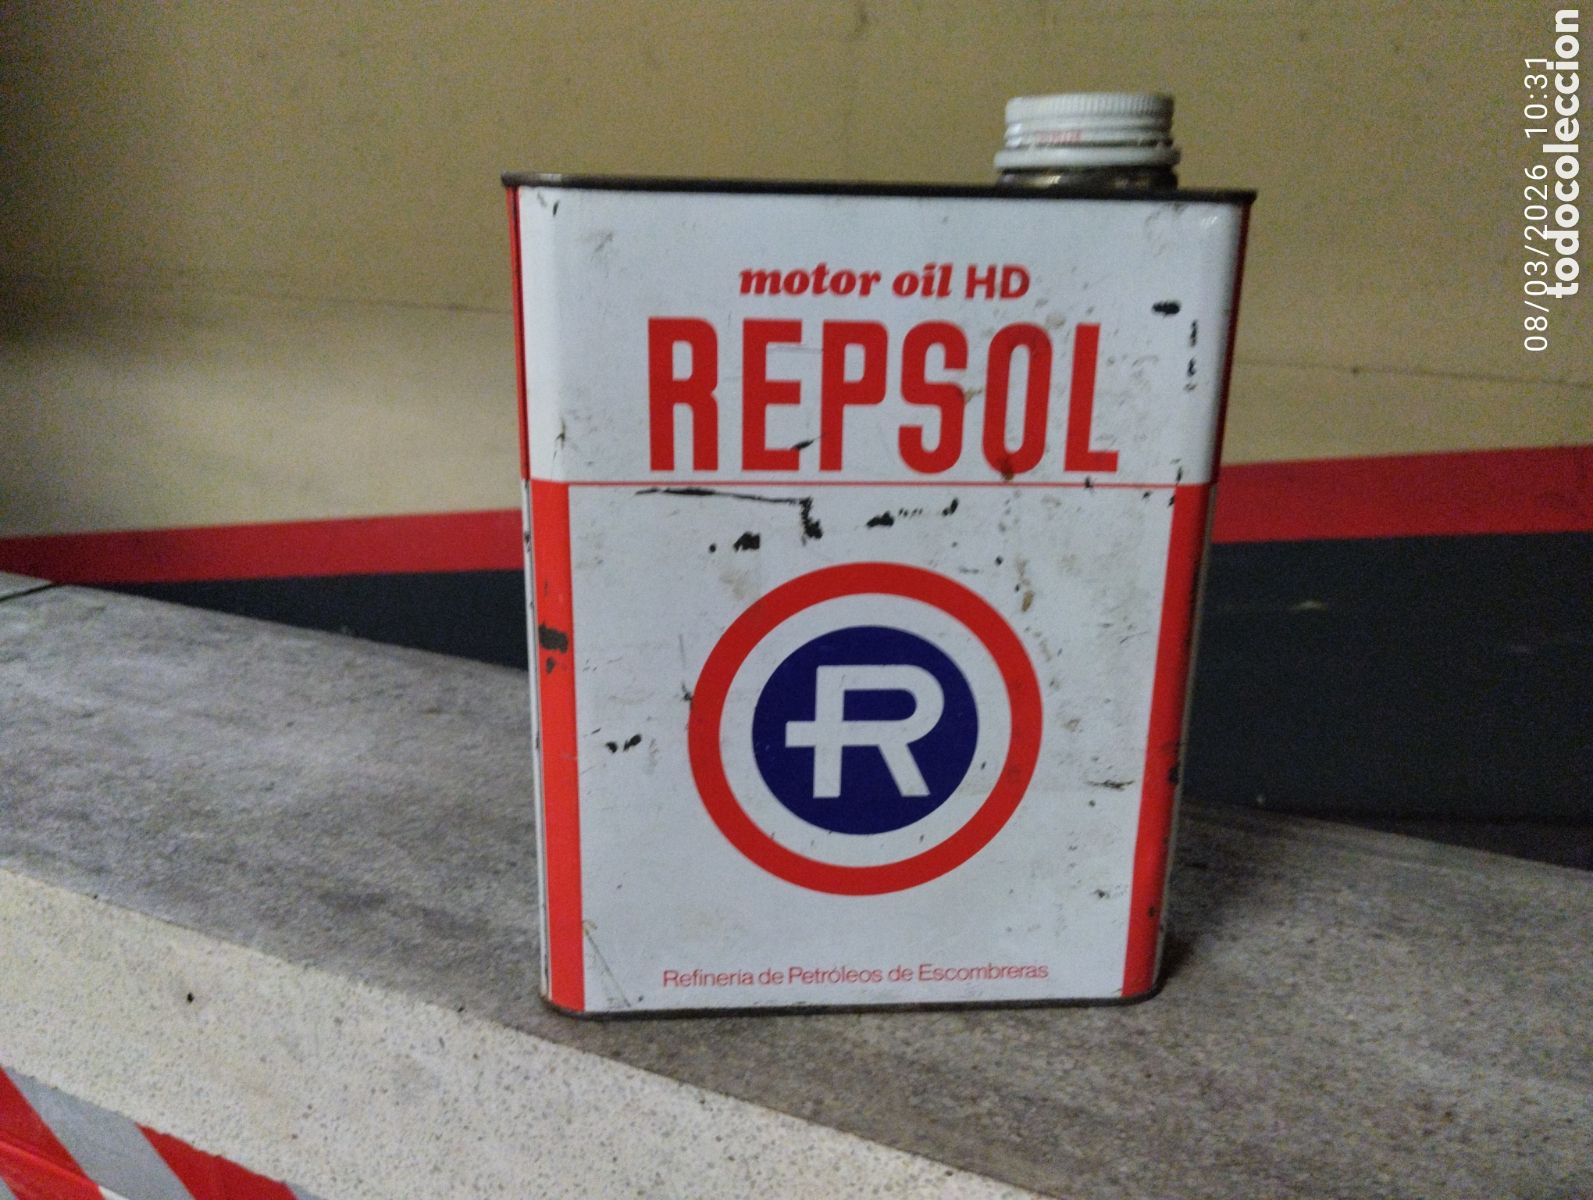 motor oil HD
REPSOL
R
Refinería de Petróleos de Escombreras
08/03/2026 10:31
todocoleccion